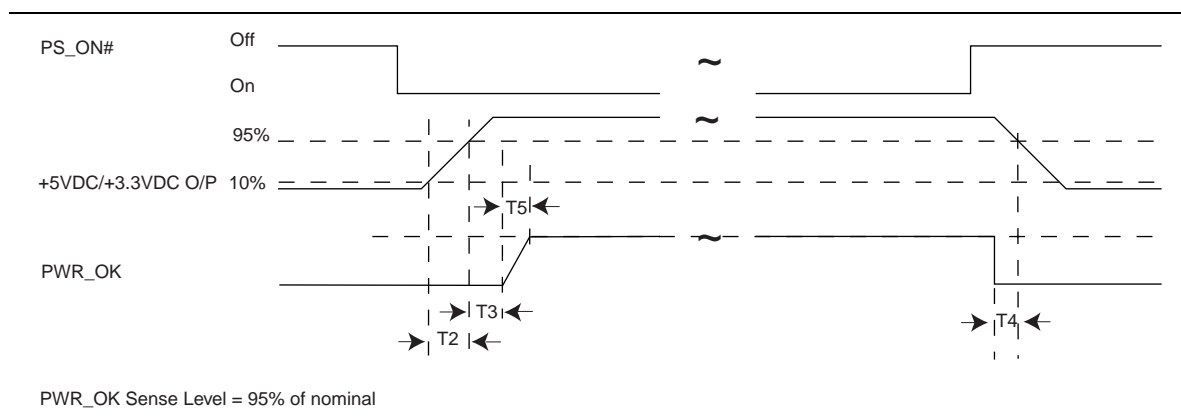 PS_ON#
Off
On
95%
+5VDC/+3.3VDC O/P
10%
T5
PWR_OK
T3
T4
T2
PWR_OK Sense Level = 95% of nominal